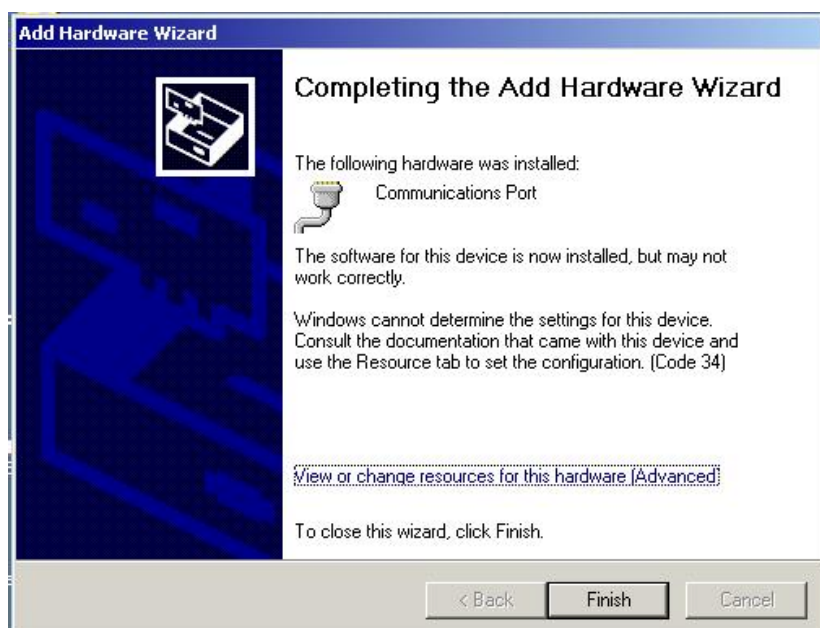 Add Hardware Wizard
Completing the Add Hardware Wizard
The following hardware was installed:
Communications Port
The software for this device is now installed, but may not
work correctly.
Windows cannot determine the settings for this device.
Consult the documentation that came with this device and
use the Resource tab to set the configuration. (Code 34)
View or change resources for this hardware (Advanced)
To close this wizard, click Finish.
< Back
Finish
Cancel